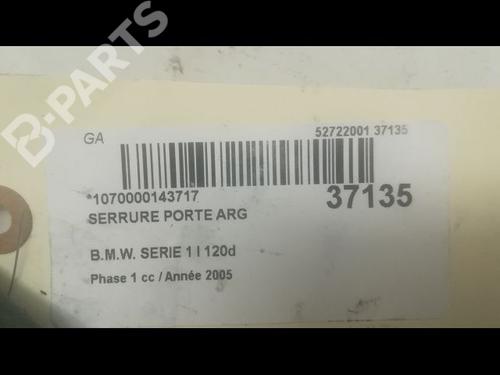 B-PARTS
GA
52722001 37135
*1070000143717
37135
SERRURE PORTE ARG
B.M.W. SERIE 1 I 120d
Phase 1 cc / Année 2005